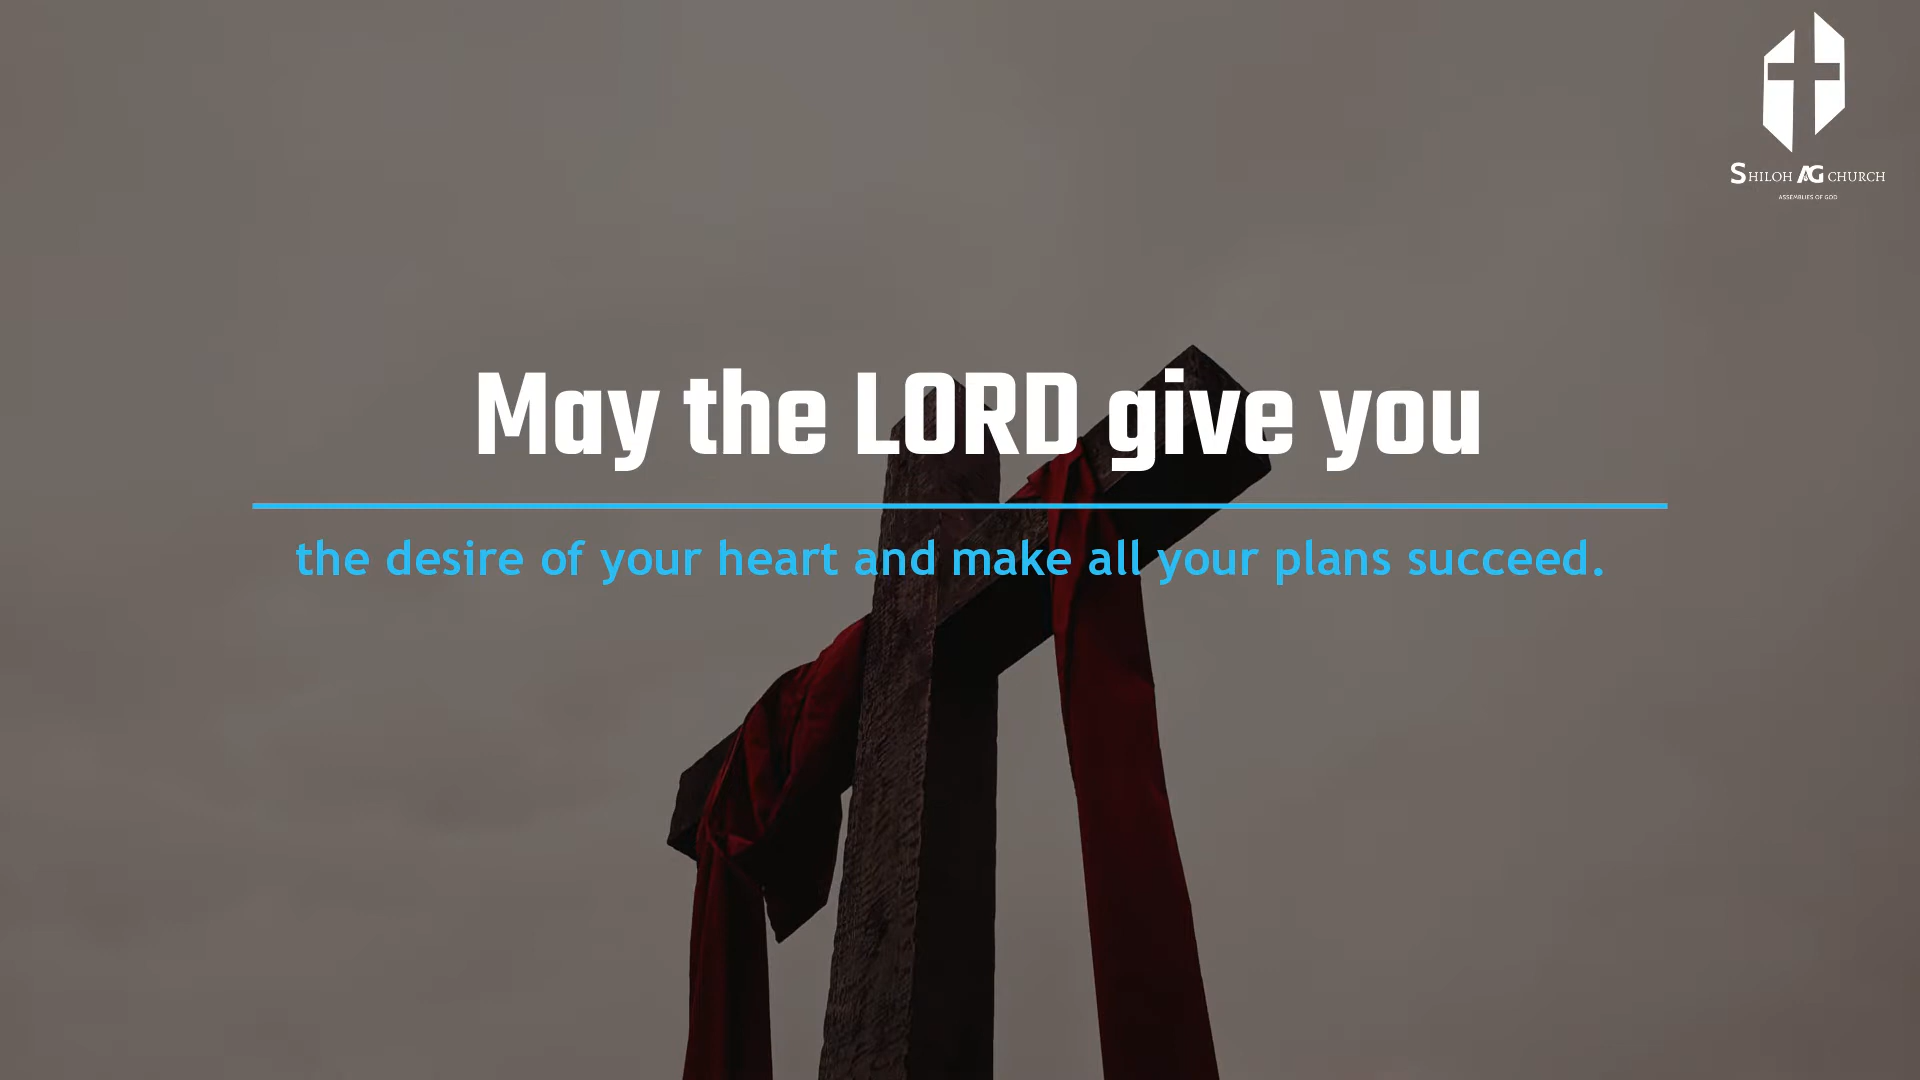 SHILOH AG CHURCH
ASSEMBLIES OF GOD
May the LORD give you
the desire of your heart and make all your plans succeed.